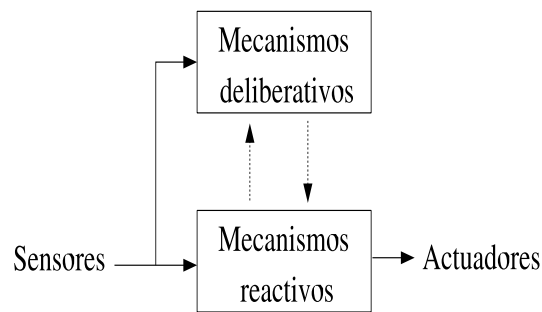 Mecanismos
deliberativos
Sensores
Mecanismos
reactivos
Actuadores